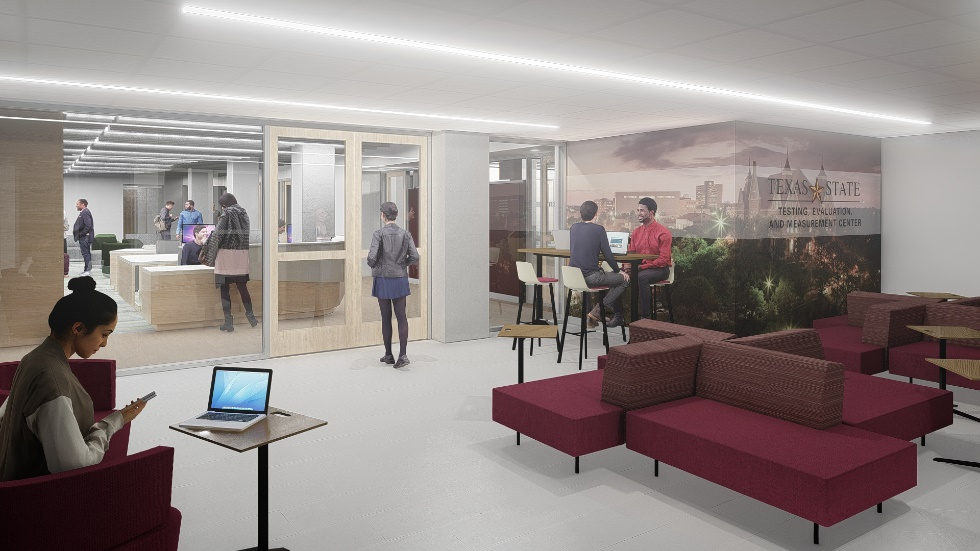 TEXAS STATE
TESTING, EVALUATION,
AND MEASUREMENT CENTER